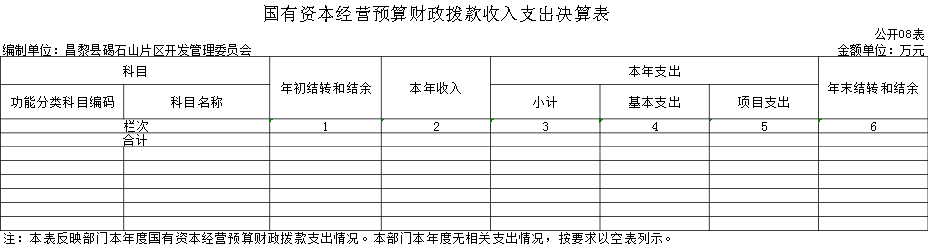 国有资本经营预算财政拨款收入支出决算表
公开08表
编制单位：昌黎县碣石山片区开发管理委员会 金额单位：万元
科目 年初结转和结余 本年收入 本年支出 年末结转和结余
功能分类科目编码 科目名称 小计 基本支出 项目支出
栏次 1 2 3 4 5 6
合计
注：本表反映部门本年度国有资本经营预算财政拨款支出情况。本部门本年度无相关支出情况，按要求以空表列示。